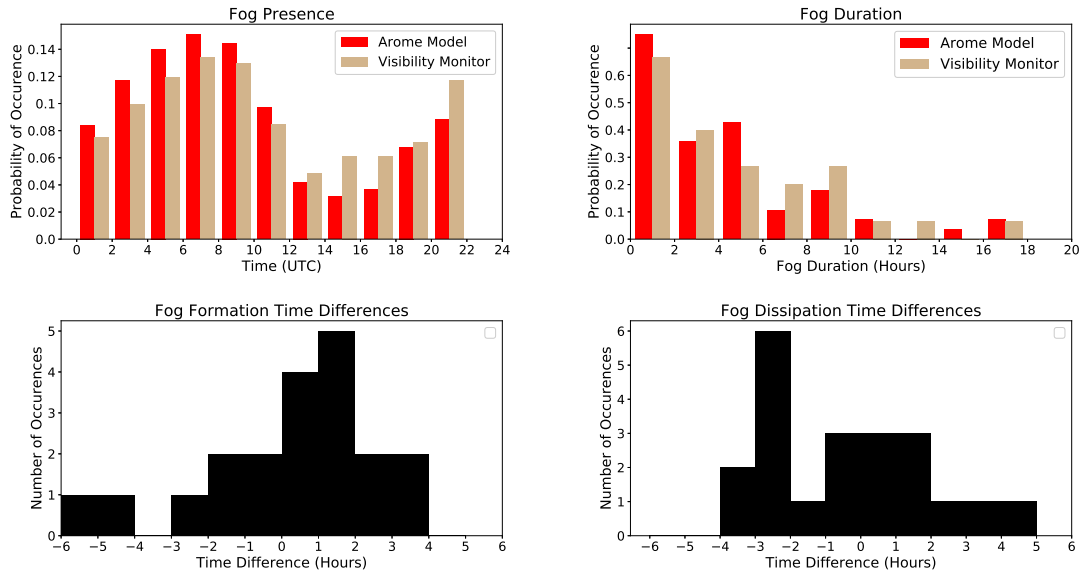 Fog Presence
Probability of Occurence
0.14
0.12
0.1
0.08
0.06
0.04
0.02
0.0
Arome Model
Visibility Monitor
0 2 4 6 8 10 12 14 16 18 20 22 24
Time (UTC)
Fog Duration
Probability of Occurence
0.6
0.5
0.4
0.3
0.2
0.1
0.0
Arome Model
Visibility Monitor
0 2 4 6 8 10 12 14 16 18 20
Fog Duration (Hours)
Fog Formation Time Differences
Number of Occurences
5
4
3
2
1
0
−6 −5 −4 −3 −2 −1 0 1 2 3 4 5 6
Time Difference (Hours)
Fog Dissipation Time Differences
Number of Occurences
6
5
4
3
2
1
0
−6 −5 −4 −3 −2 −1 0 1 2 3 4 5 6
Time Difference (Hours)